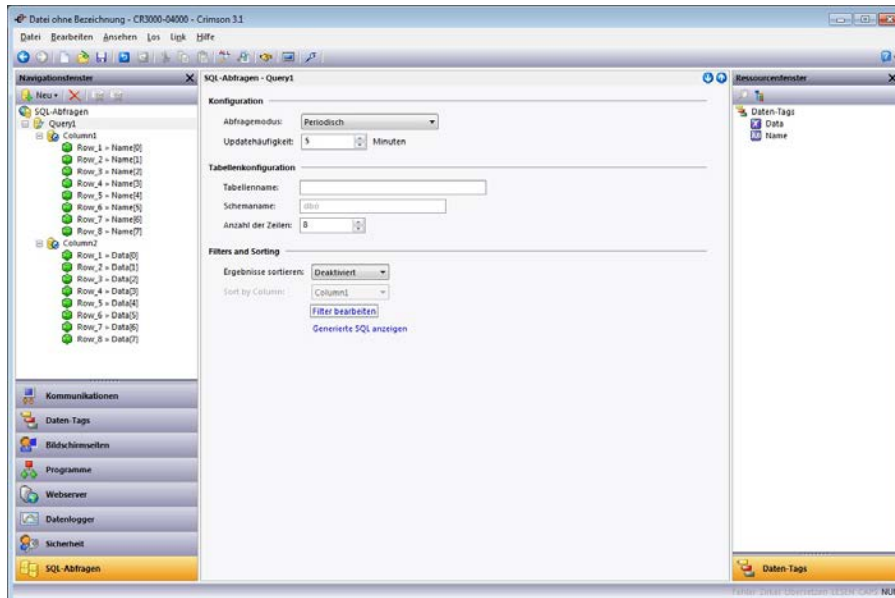 Datei ohne Bezeichnung - CR3000-04000 - Crimson 3.1
Datei Bearbeiten Ansehen Los Link Hilfe
Navigationsfenster
Neu
SQL-Abfragen
Query1
Column1
Row_1 = Name[0]
Row_2 = Name[1]
Row_3 = Name[2]
Row_4 = Name[3]
Row_5 = Name[4]
Row_6 = Name[5]
Row_7 = Name[6]
Row_8 = Name[7]
Column2
Row_1 = Data[0]
Row_2 = Data[1]
Row_3 = Data[2]
Row_4 = Data[3]
Row_5 = Data[4]
Row_6 = Data[5]
Row_7 = Data[6]
Row_8 = Data[7]
Kommunikationen
Daten-Tags
Bildschirmseiten
Programme
Webserver
Datenlogger
Sicherheit
SQL-Abfragen
SQL-Abfragen - Query1
Konfiguration
Abfragemodus: Periodisch
Updatehäufigkeit: 5 Minuten
Tabellenkonfiguration
Tabellenname:
Schemaname: dbo
Anzahl der Zeilen: 8
Filters and Sorting
Ergebnisse sortieren: Deaktiviert
Sort by Column: Column1
Filter bearbeiten
Generierte SQL anzeigen
Ressourcenfenster
Daten-Tags
Data
Name
Daten-Tags
Fehler Zirkul Übersetzen LESEN CAPS NU